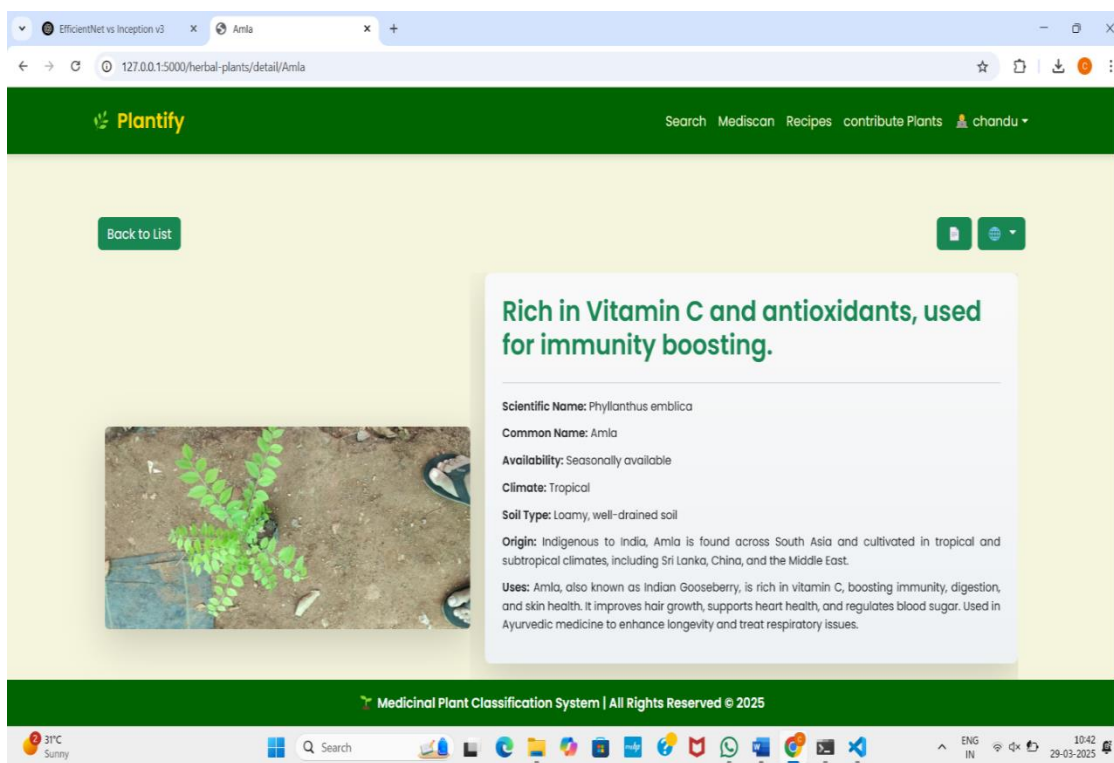 EfficientNet vs Inception v3
Amla
127.0.0.1:5000/herbal-plants/detail/Amla
Plantify
Search Mediscan Recipes contribute Plants chandu
Back to List
Rich in Vitamin C and antioxidants, used
for immunity boosting.
Scientific Name: Phyllanthus emblica
Common Name: Amla
Availability: Seasonally available
Climate: Tropical
Soil Type: Loamy, well-drained soil
Origin: Indigenous to India, Amla is found across South Asia and cultivated in tropical and
subtropical climates, including Sri Lanka, China, and the Middle East.
Uses: Amla, also known as Indian Gooseberry, is rich in vitamin C, boosting immunity, digestion,
and skin health. It improves hair growth, supports heart health, and regulates blood sugar. Used in
Ayurvedic medicine to enhance longevity and treat respiratory issues.
Medicinal Plant Classification System | All Rights Reserved © 2025
2 31°C
Sunny
Search
ENG
IN
10:42
29-03-2025